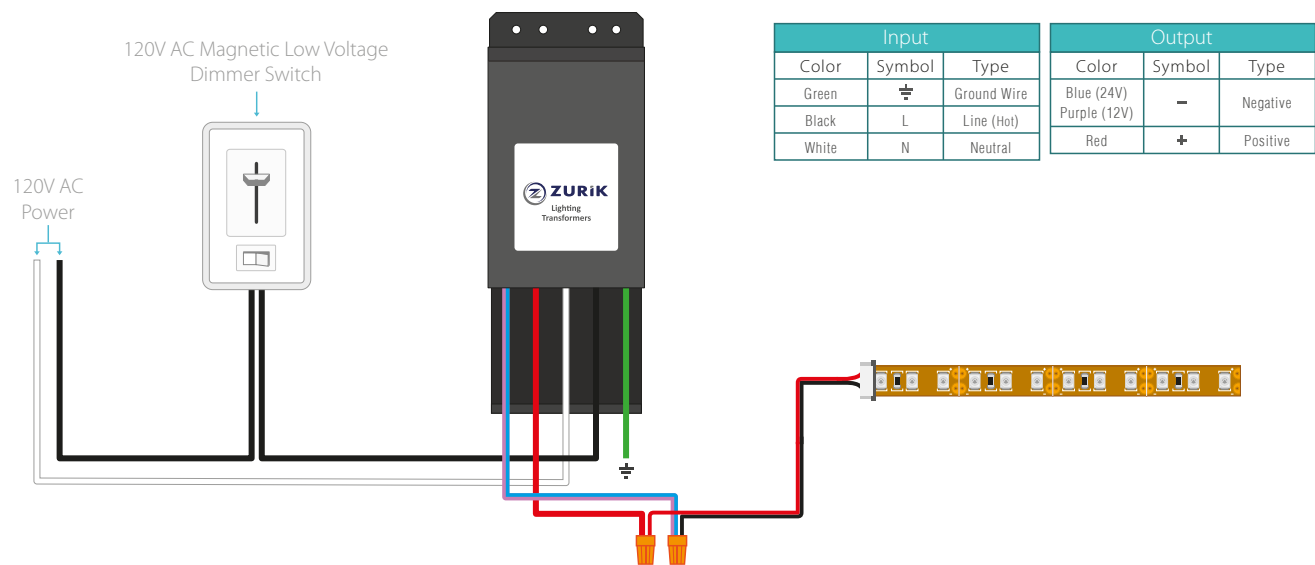 120V AC Magnetic Low Voltage
Dimmer Switch
120V AC
Power
ZURiK
Lighting
Transformers
Input
Color Symbol Type
Green Ground Wire
Black L Line (Hot)
White N Neutral
Output
Color Symbol Type
Blue (24V)
Purple (12V) − Negative
Red + Positive